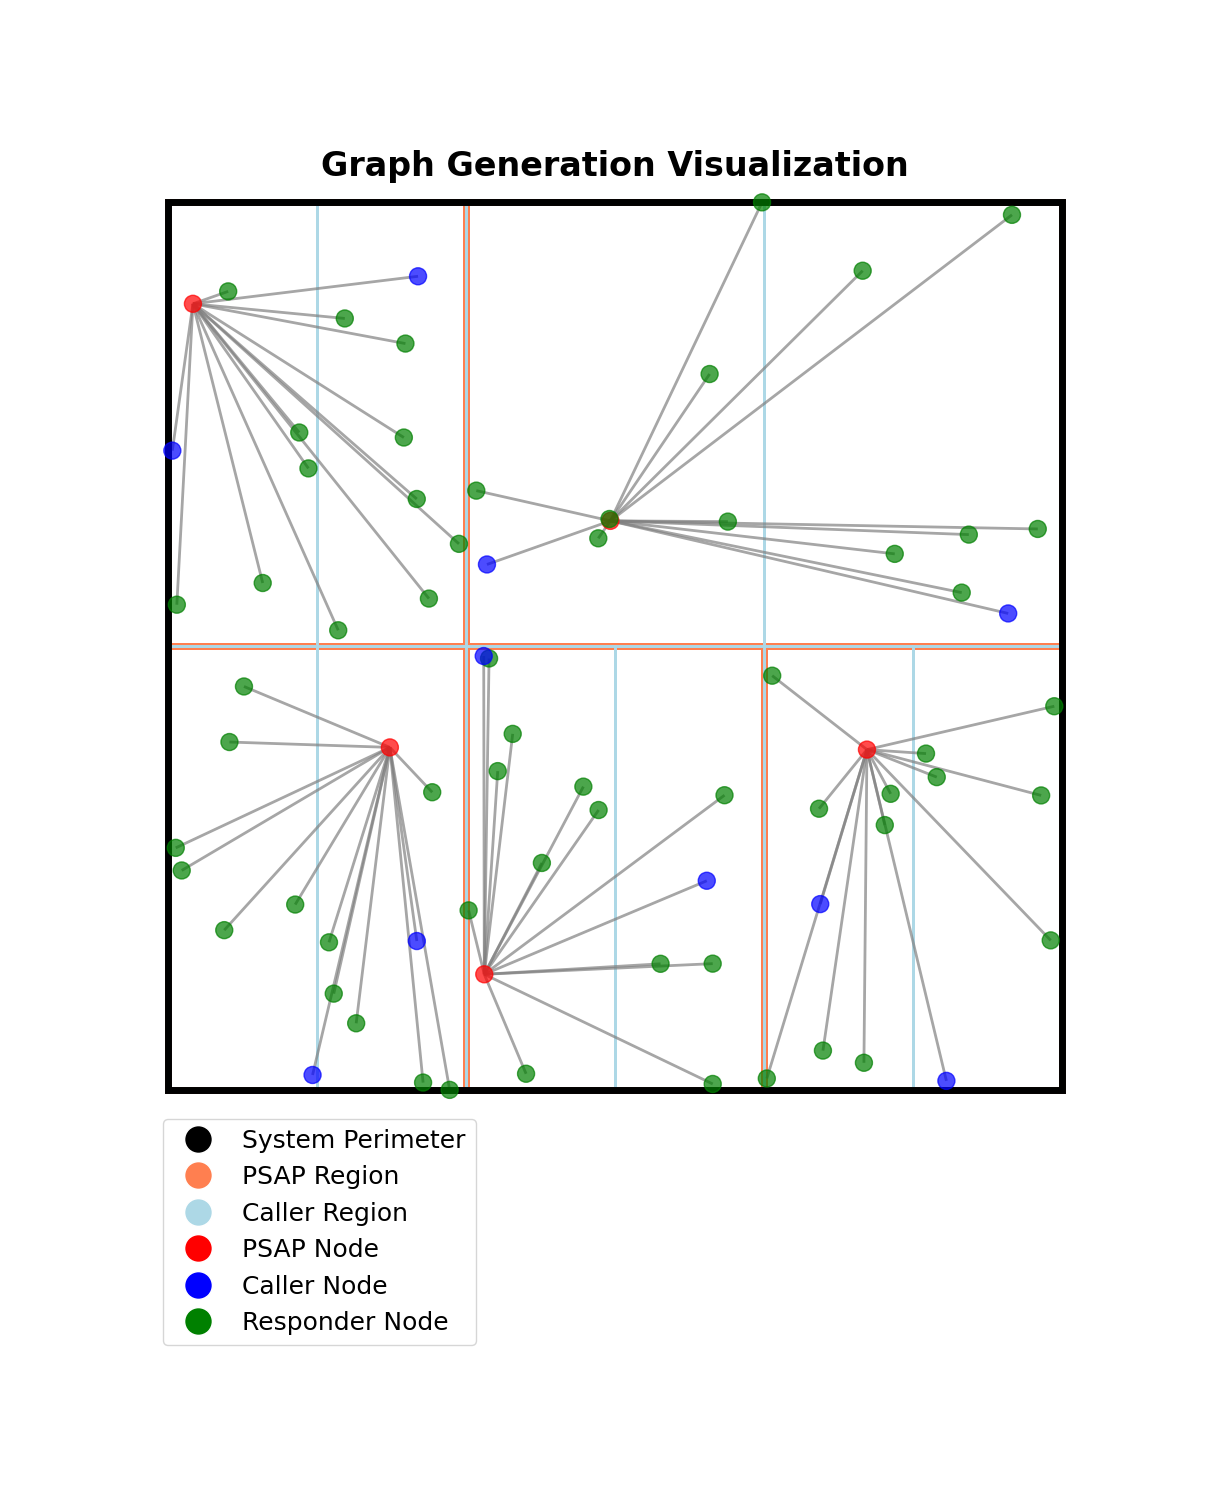 Graph Generation Visualization
System Perimeter
PSAP Region
Caller Region
PSAP Node
Caller Node
Responder Node